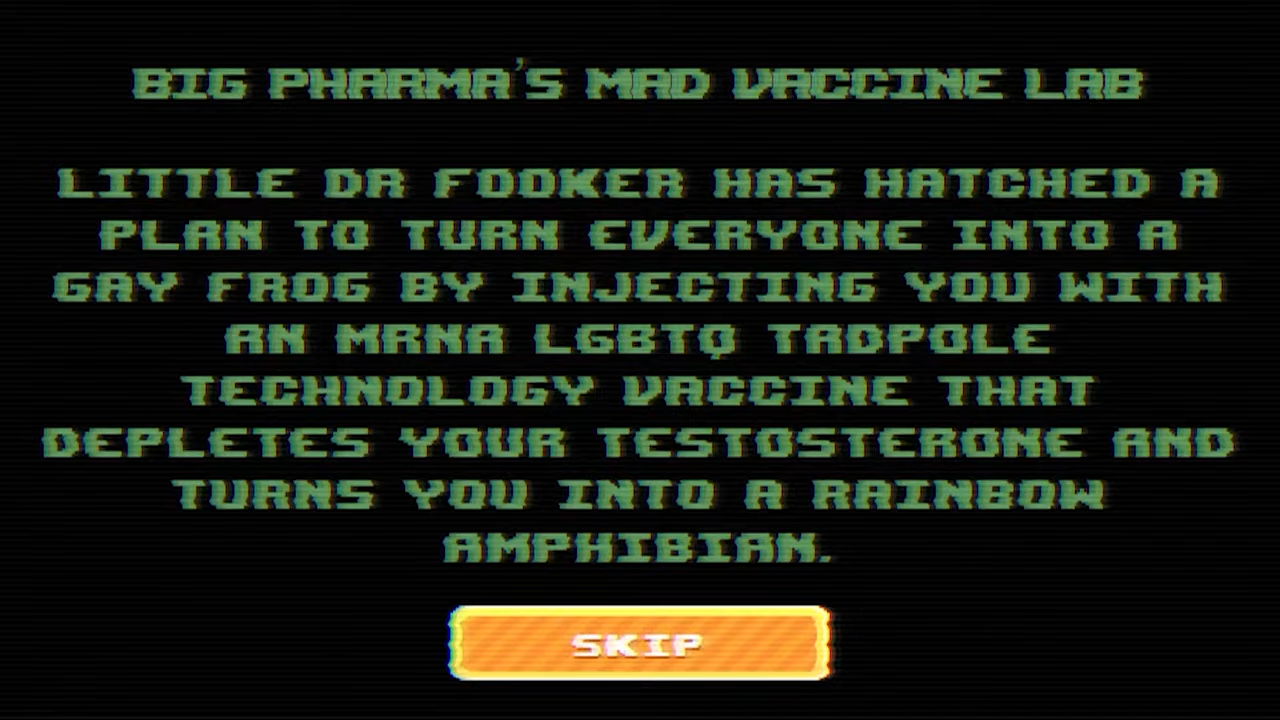 BIG PHARMA'S MAD VACCINE LAB
LITTLE DR FOOKER HAS HATCHED A
PLAN TO TURN EVERYONE INTO A
GAY FROG BY INJECTING YOU WITH
AN MRNA LGBTQ TADPOLE
TECHNOLOGY VACCINE THAT
DEPLETES YOUR TESTOSTERONE AND
TURNS YOU INTO A RAINBOW
AMPHIBIAN.
SKIP